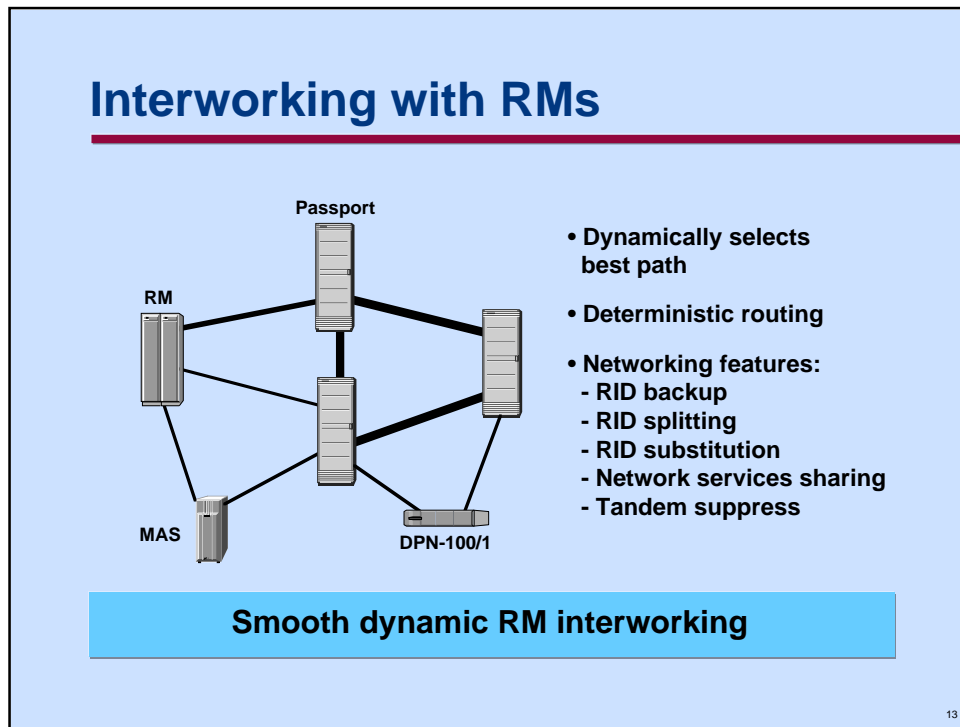 Interworking with RMs
Passport
RM
MAS
DPN-100/1
• Dynamically selects
best path
• Deterministic routing
• Networking features:
- RID backup
- RID splitting
- RID substitution
- Network services sharing
- Tandem suppress
Smooth dynamic RM interworking
13